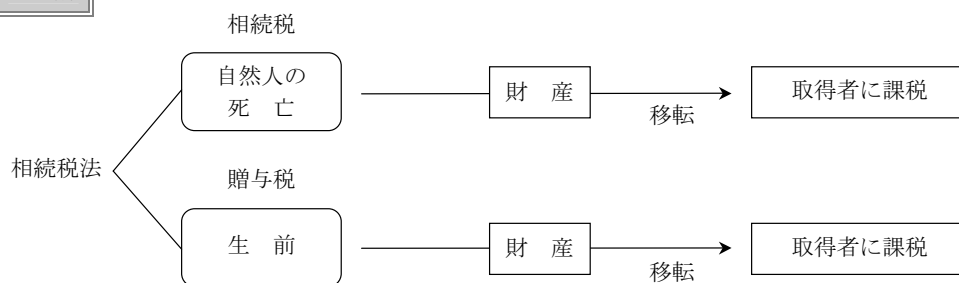 相続税
自然人の
死　亡
財　産
移転
取得者に課税
相続税法
贈与税
生　前
財　産
移転
取得者に課税